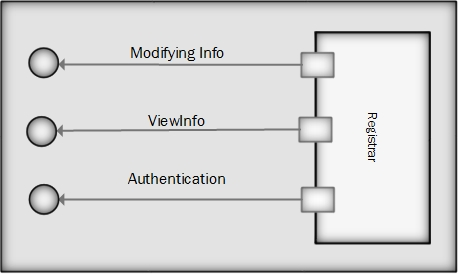 Modifying Info
ViewInfo
Registrar
Authentication